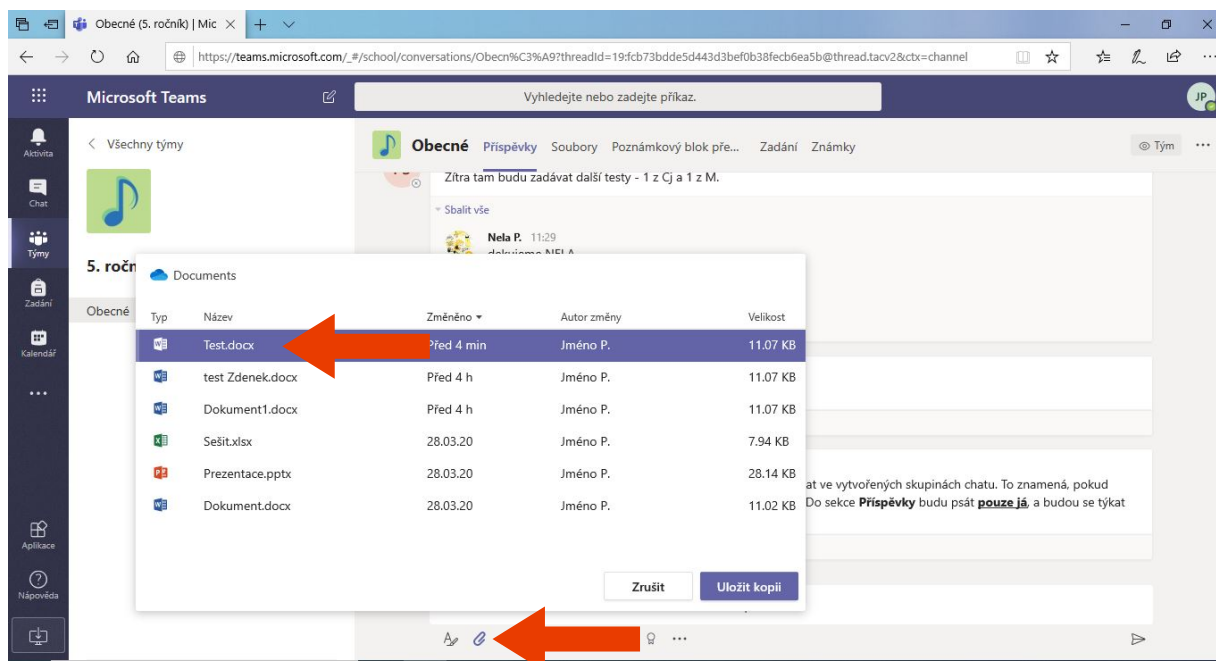 Obecné (5. ročník) | Mic
https://teams.microsoft.com/_#/school/conversations/Obecn%C3%A9?threadId=19:fcb73bdde5d443d3bef0b38fecb6ea5b@thread.tacv2&ctx=channel
Microsoft Teams
Vyhledejte nebo zadejte příkaz.
JP
Aktivita
Chat
Týmy
Zadání
Kalendář
Aplikace
Nápověda
Všechny týmy
5. ročn
Obecné
Obecné Příspěvky Soubory Poznámkový blok pře... Zadání Známky
Tým
Zítra tam budu zadávat další testy - 1 z Cj a 1 z M.
Sbalit vše
Nela P. 11:29
dekujeme NELA
Documents
Typ Název Změněno Autor změny Velikost
Test.docx Před 4 min Jméno P. 11.07 KB
test Zdenek.docx Před 4 h Jméno P. 11.07 KB
Dokument1.docx Před 4 h Jméno P. 11.07 KB
Sešit.xlsx 28.03.20 Jméno P. 7.94 KB
Prezentace.pptx 28.03.20 Jméno P. 28.14 KB
Dokument.docx 28.03.20 Jméno P. 11.02 KB
Zrušit Uložit kopii
at ve vytvořených skupinách chatu. To znamená, pokud
Do sekce Příspěvky budu psát pouze já, a budou se týkat